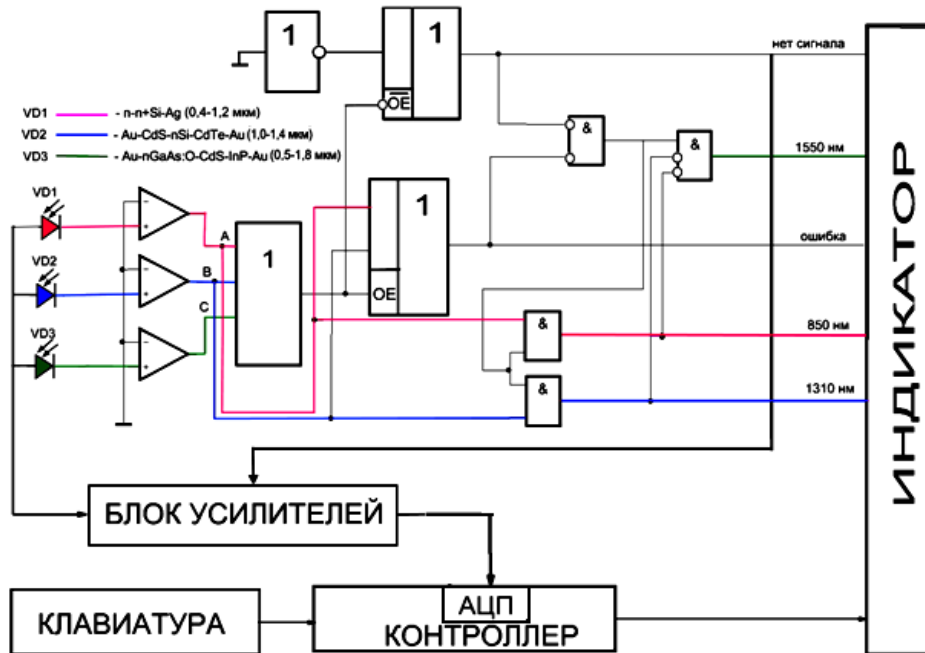 1
1
нет сигнала
OE
VD1 - n-n+Si-Ag (0,4-1,2 мкм)
VD2 - Au-CdS-nSi-CdTe-Au (1,0-1,4 мкм)
VD3 - Au-nGaAs:O-CdS-InP-Au (0,5-1,8 мкм)
&
&
1550 нм
VD1
-
+
A
1
1
ошибка
VD2
-
+
B
C
OE
VD3
-
+
&
850 нм
&
1310 нм
ИНДИКАТОР
БЛОК УСИЛИТЕЛЕЙ
КЛАВИАТУРА
АЦП
КОНТРОЛЛЕР